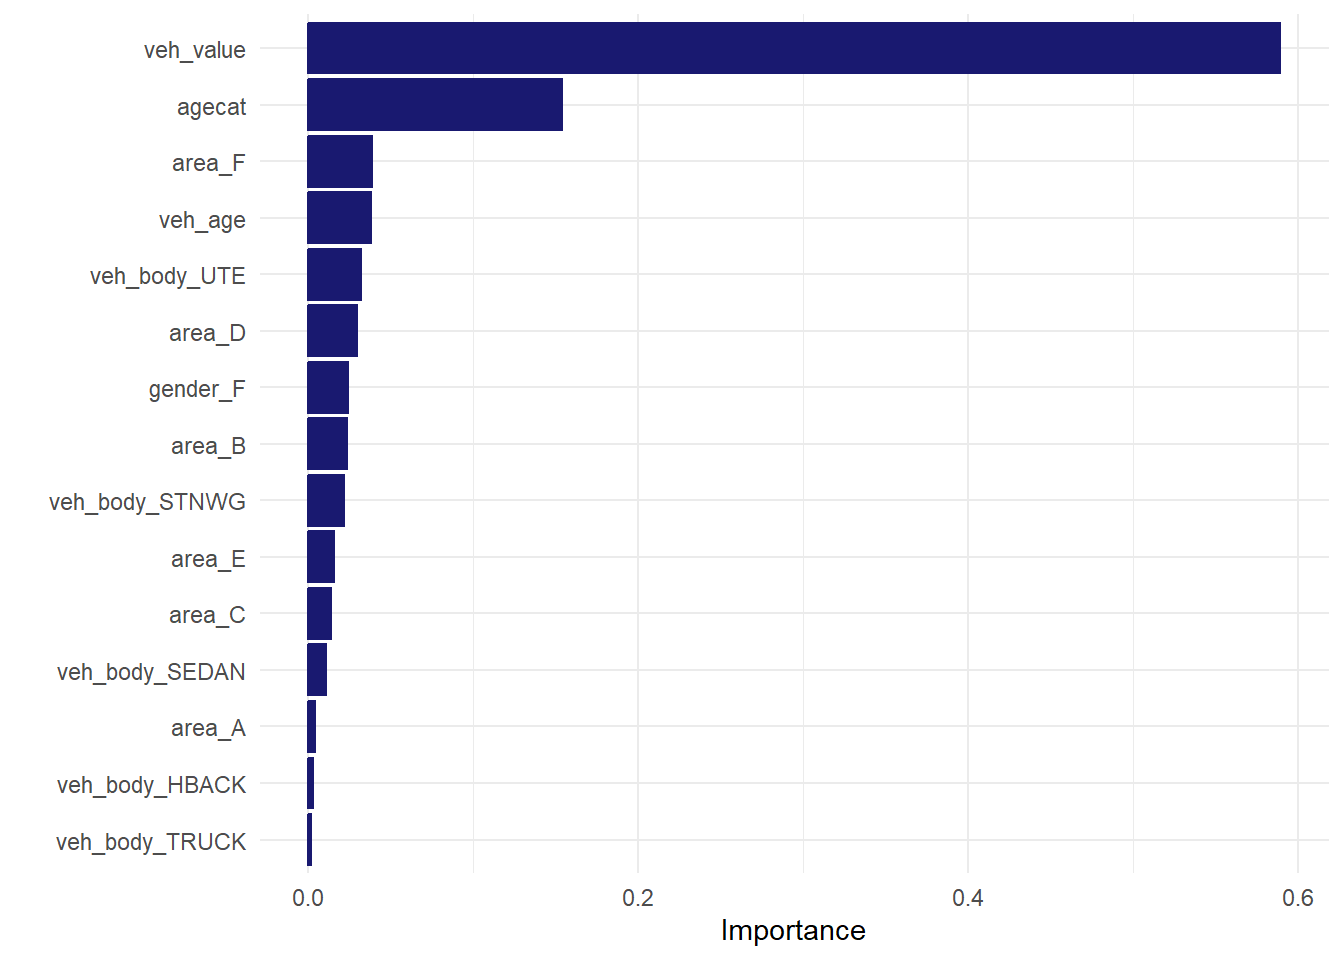 veh_value
agecat
area_F
veh_age
veh_body_UTE
area_D
gender_F
area_B
veh_body_STNWG
area_E
area_C
veh_body_SEDAN
area_A
veh_body_HBACK
veh_body_TRUCK
0.0 0.2 0.4 0.6
Importance